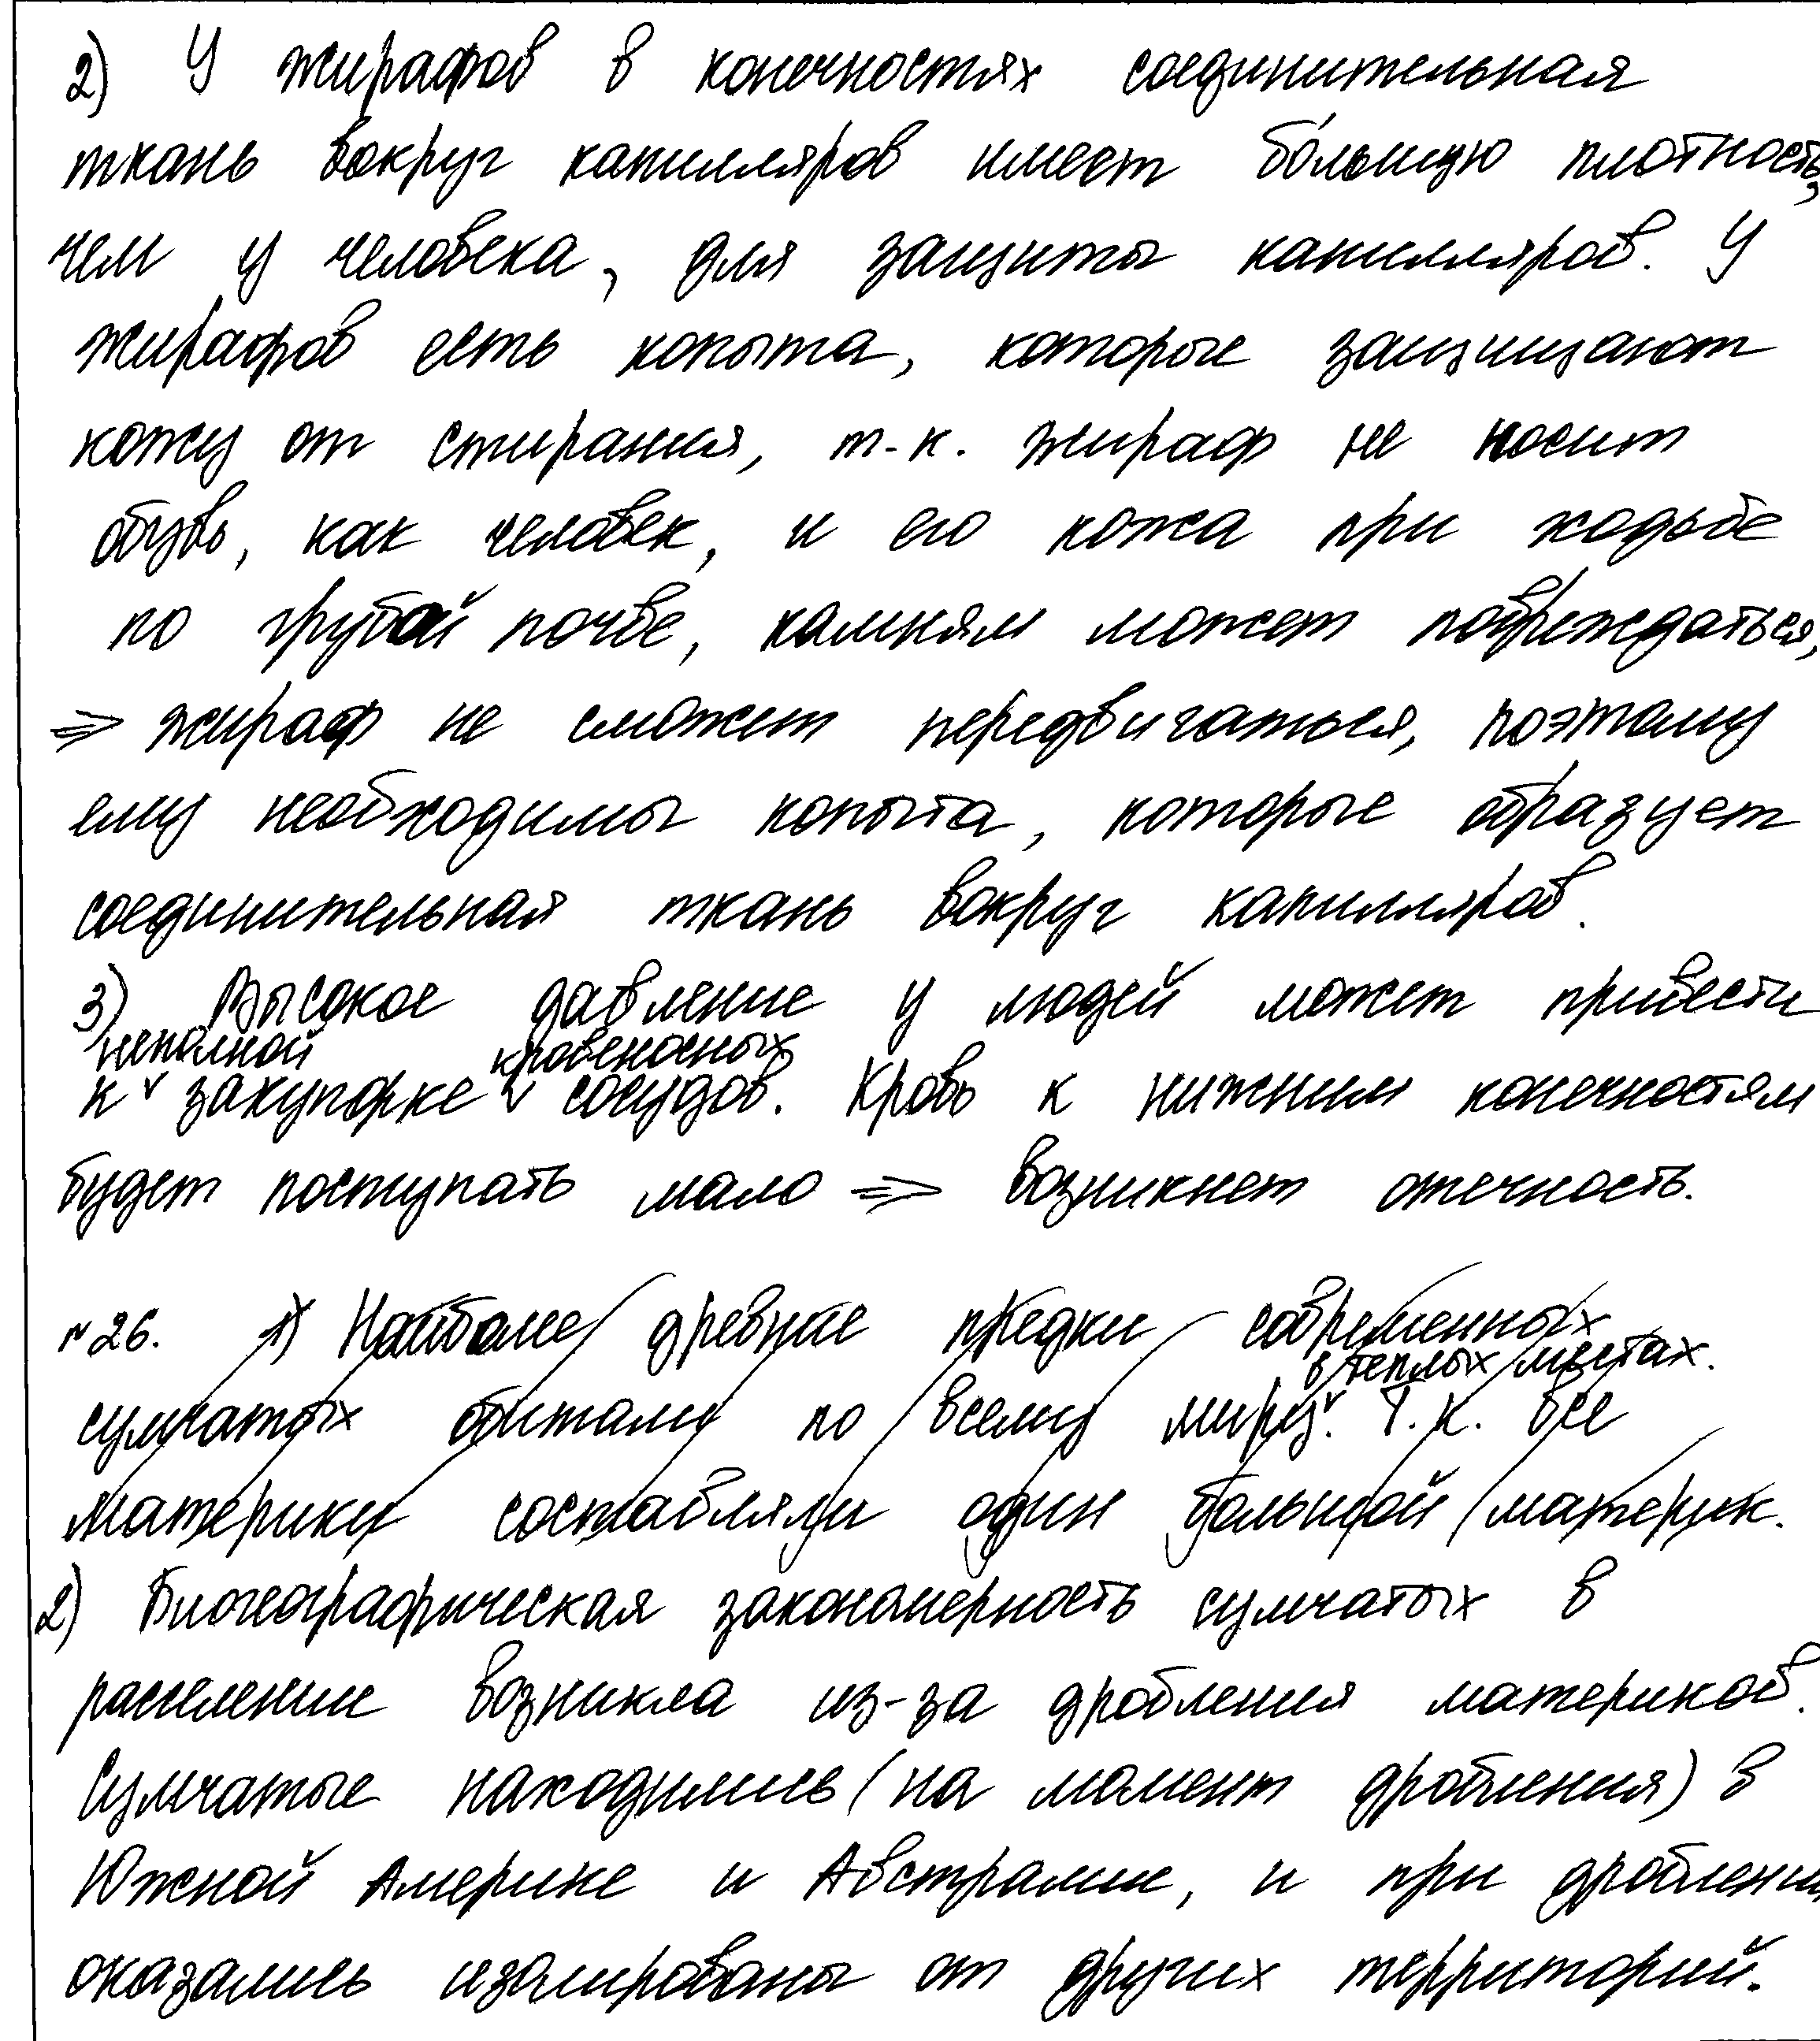 2) У жирафов в конечностях соединительная
ткань вокруг капилляров имеет бо́льшую плотность,
чем у человека, для защиты капилляров. У
жирафов есть копыта, которые защищают
кожу от стирания, т.к. жираф не носит
обувь, как человек, и его кожа при ходьбе
по грубой почве, камням может повреждаться,
=> жираф не сможет передвигаться, поэтому
ему необходимы копыта, которые образует
соединительная ткань вокруг капилляров.
3) Высокое давление у людей может привести
неполной кровеносных
к закупорке сосудов. Кровь к нижним конечностям
будет поступать мало => возникнет отечность.
№26. 1) Наиболее древние предки современных
в теплых местах.
сумчатых обитали по всему миру. Т.к. все
материки составляли один большой материк.
2) Биогеографическая закономерность сумчатых в
расселении возникла из-за дробления материков.
Сумчатые находились (на момент дробления) в
Южной Америке и Австралии, и при дроблении
оказались изолированы от других территорий.